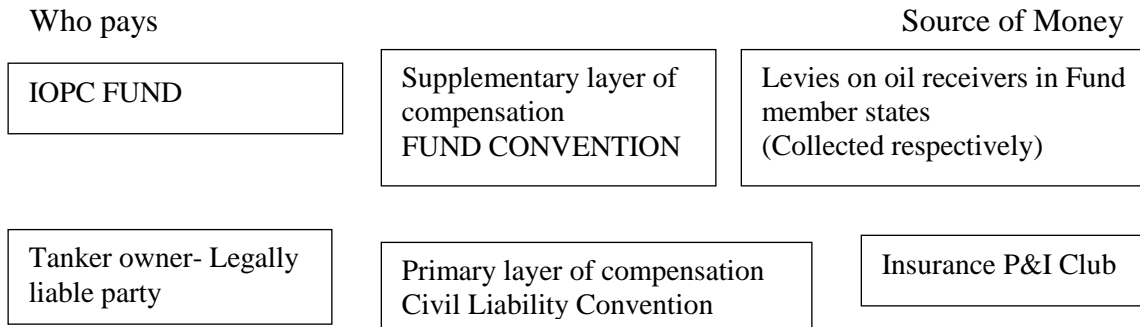 Who pays
Source of Money
IOPC FUND
Supplementary layer of
compensation
FUND CONVENTION
Levies on oil receivers in Fund
member states
(Collected respectively)
Tanker owner- Legally
liable party
Primary layer of compensation
Civil Liability Convention
Insurance P&I Club